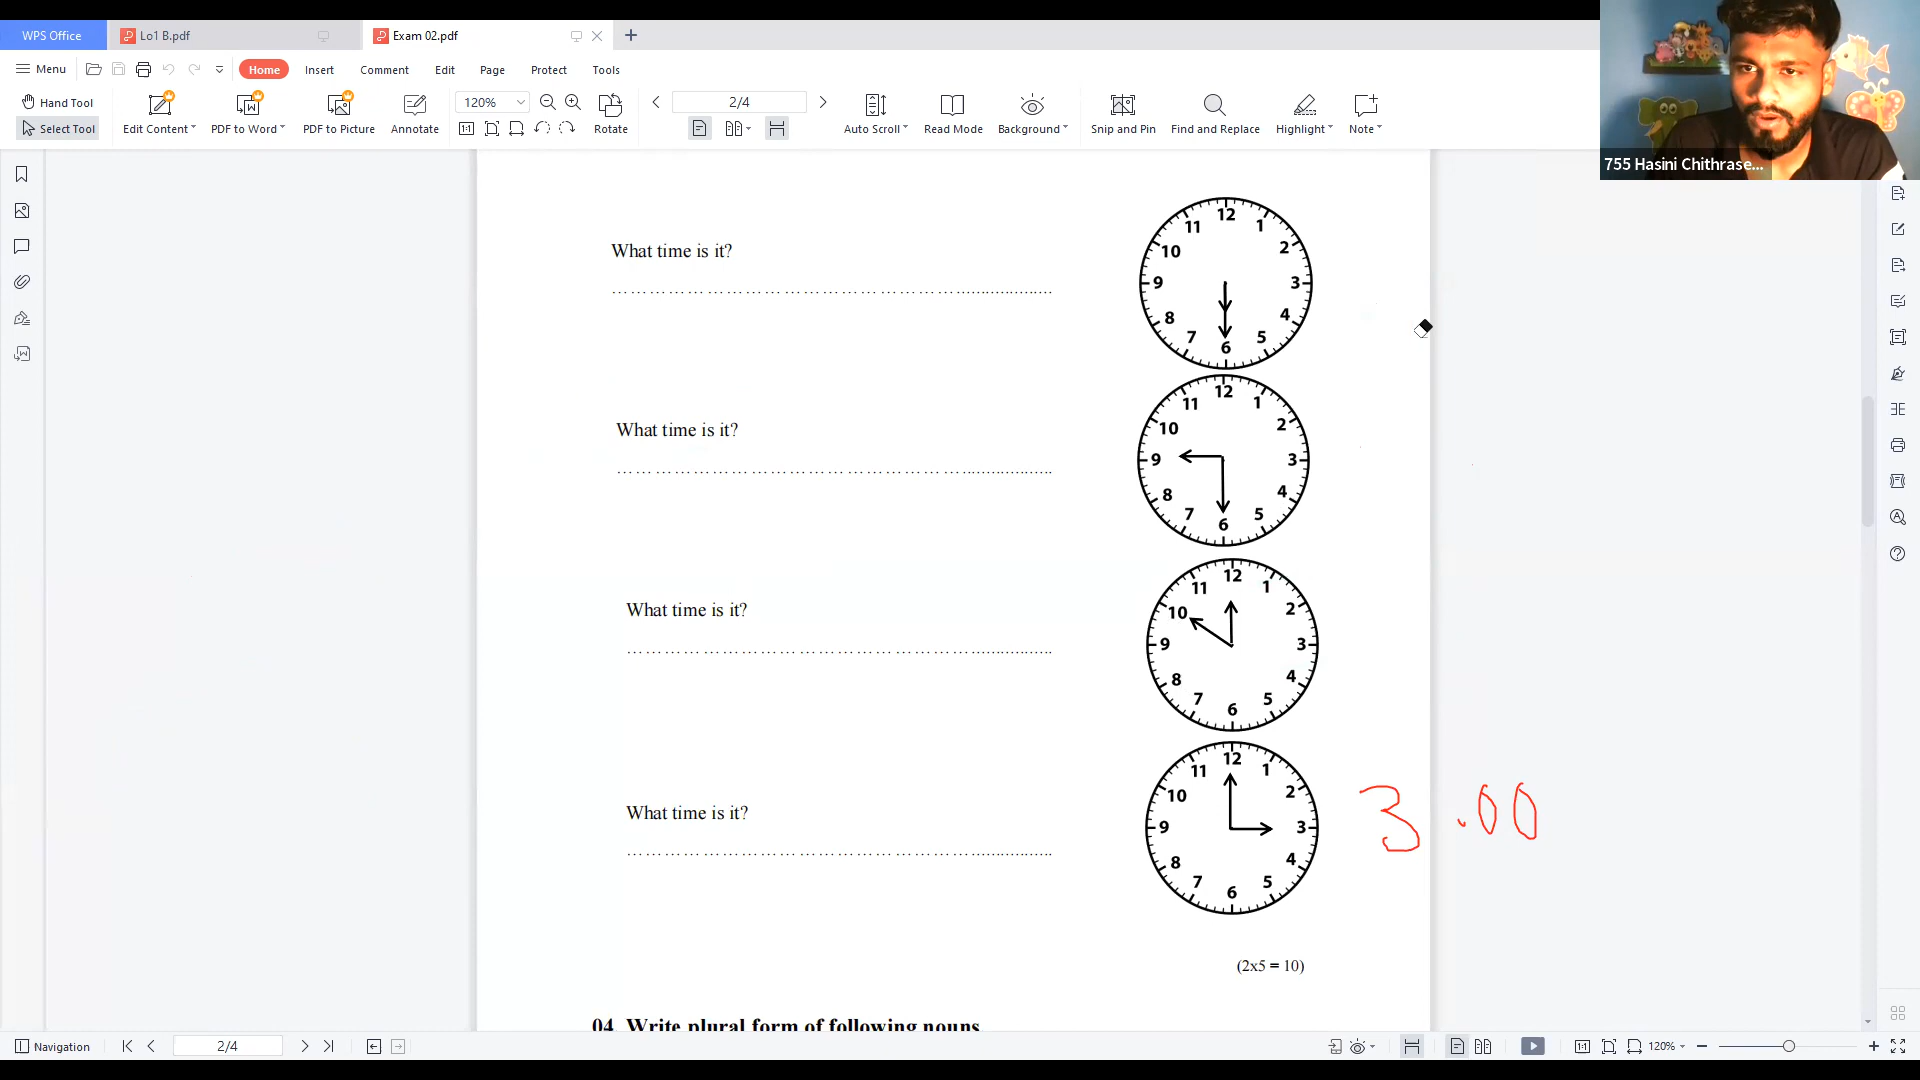 WPS Office Lo1 B.pdf Exam 02.pdf
Menu Home Insert Comment Edit Page Protect Tools
Hand Tool 120% 2/4
Select Tool Edit Content PDF to Word PDF to Picture Annotate Rotate Auto Scroll Read Mode Background Snip and Pin Find and Replace Highlight Note
755 Hasini Chithrase...
What time is it?
12 1 2 3 4 5 6 7 8 9 10 11
What time is it?
12 1 2 3 4 5 6 7 8 9 10 11
What time is it?
12 1 2 3 4 5 6 7 8 9 10 11
What time is it?
12 1 2 3 4 5 6 7 8 9 10 11
3 .00
(2x5 = 10)
04. Write plural form of following nouns
Navigation 2/4 120%